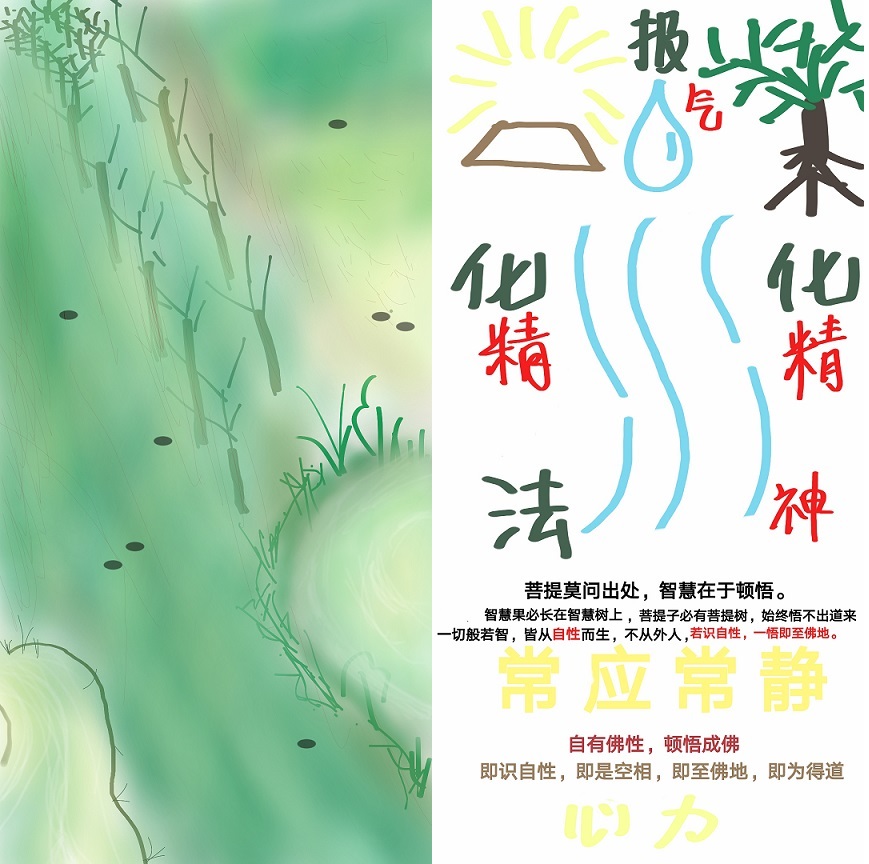 报
气
化 化
精 精
法 神
菩提莫问出处，智慧在于顿悟。
智慧果必长在智慧树上，菩提子必有菩提树，始终悟不出道来
一切般若智，皆从自性而生，不从外人，若识自性，一悟即至佛地。
常应常静
自有佛性，顿悟成佛
即识自性，即是空相，即至佛地，即为得道
心力